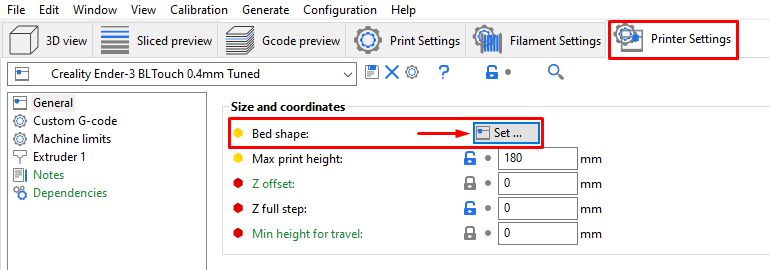 File Edit Window View Calibration Generate Configuration Help
3D view Sliced preview Gcode preview Print Settings Filament Settings Printer Settings
Creality Ender-3 BLTouch 0.4mm Tuned ?
General
Custom G-code
Machine limits
Extruder 1
Notes
Dependencies
Size and coordinates
Bed shape: Set ...
Max print height: 180 mm
Z offset: 0 mm
Z full step: 0 mm
Min height for travel: 0 mm